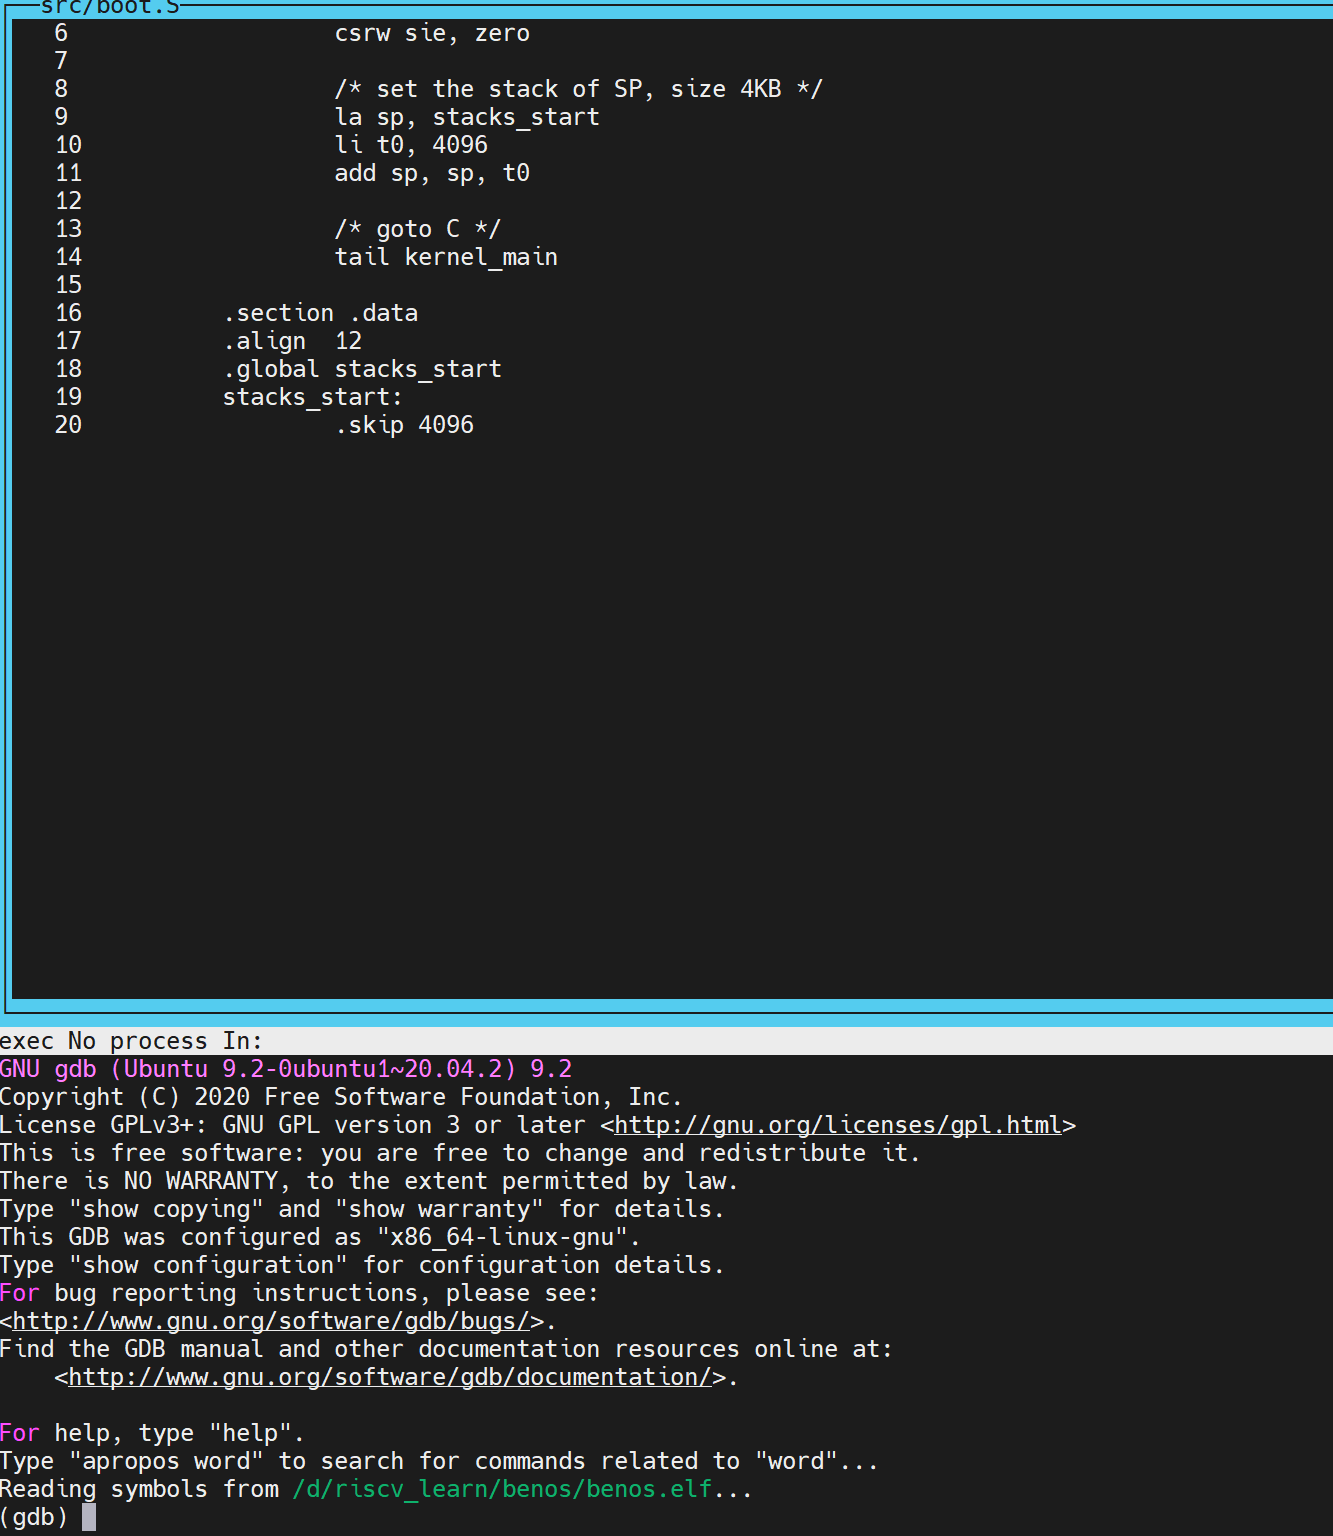 src/boot.S
6 csrw sie, zero
7
8 /* set the stack of SP, size 4KB */
9 la sp, stacks_start
10 li t0, 4096
11 add sp, sp, t0
12
13 /* goto C */
14 tail kernel_main
15
16 .section .data
17 .align  12
18 .global stacks_start
19 stacks_start:
20 .skip 4096
exec No process In:
GNU gdb (Ubuntu 9.2-0ubuntu1~20.04.2) 9.2
Copyright (C) 2020 Free Software Foundation, Inc.
License GPLv3+: GNU GPL version 3 or later <http://gnu.org/licenses/gpl.html>
This is free software: you are free to change and redistribute it.
There is NO WARRANTY, to the extent permitted by law.
Type "show copying" and "show warranty" for details.
This GDB was configured as "x86_64-linux-gnu".
Type "show configuration" for configuration details.
For bug reporting instructions, please see:
<http://www.gnu.org/software/gdb/bugs/>.
Find the GDB manual and other documentation resources online at:
<http://www.gnu.org/software/gdb/documentation/>.
For help, type "help".
Type "apropos word" to search for commands related to "word"...
Reading symbols from /d/riscv_learn/benos/benos.elf...
(gdb)